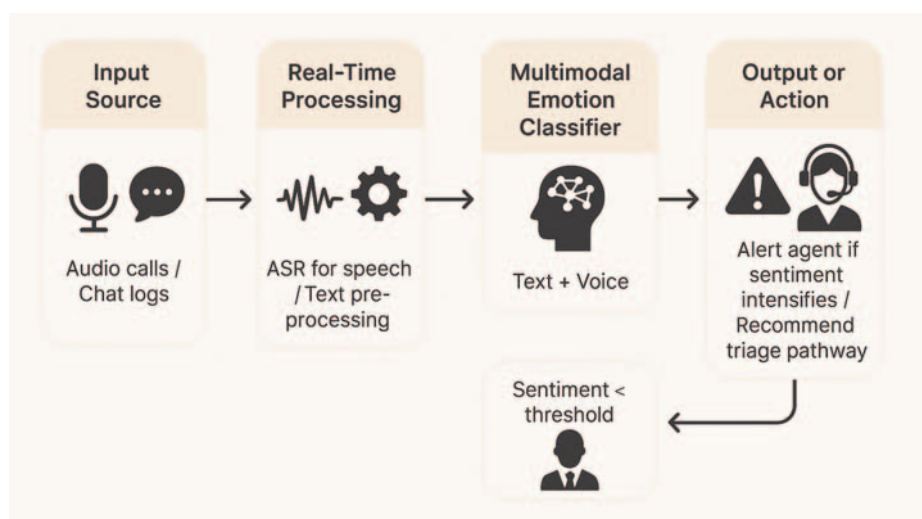 Input
Source
Audio calls /
Chat logs
Real-Time
Processing
ASR for speech
/ Text pre-
processing
Multimodal
Emotion
Classifier
Text + Voice
Output or
Action
Alert agent if
sentiment
intensifies /
Recommend
triage pathway
Sentiment <
threshold